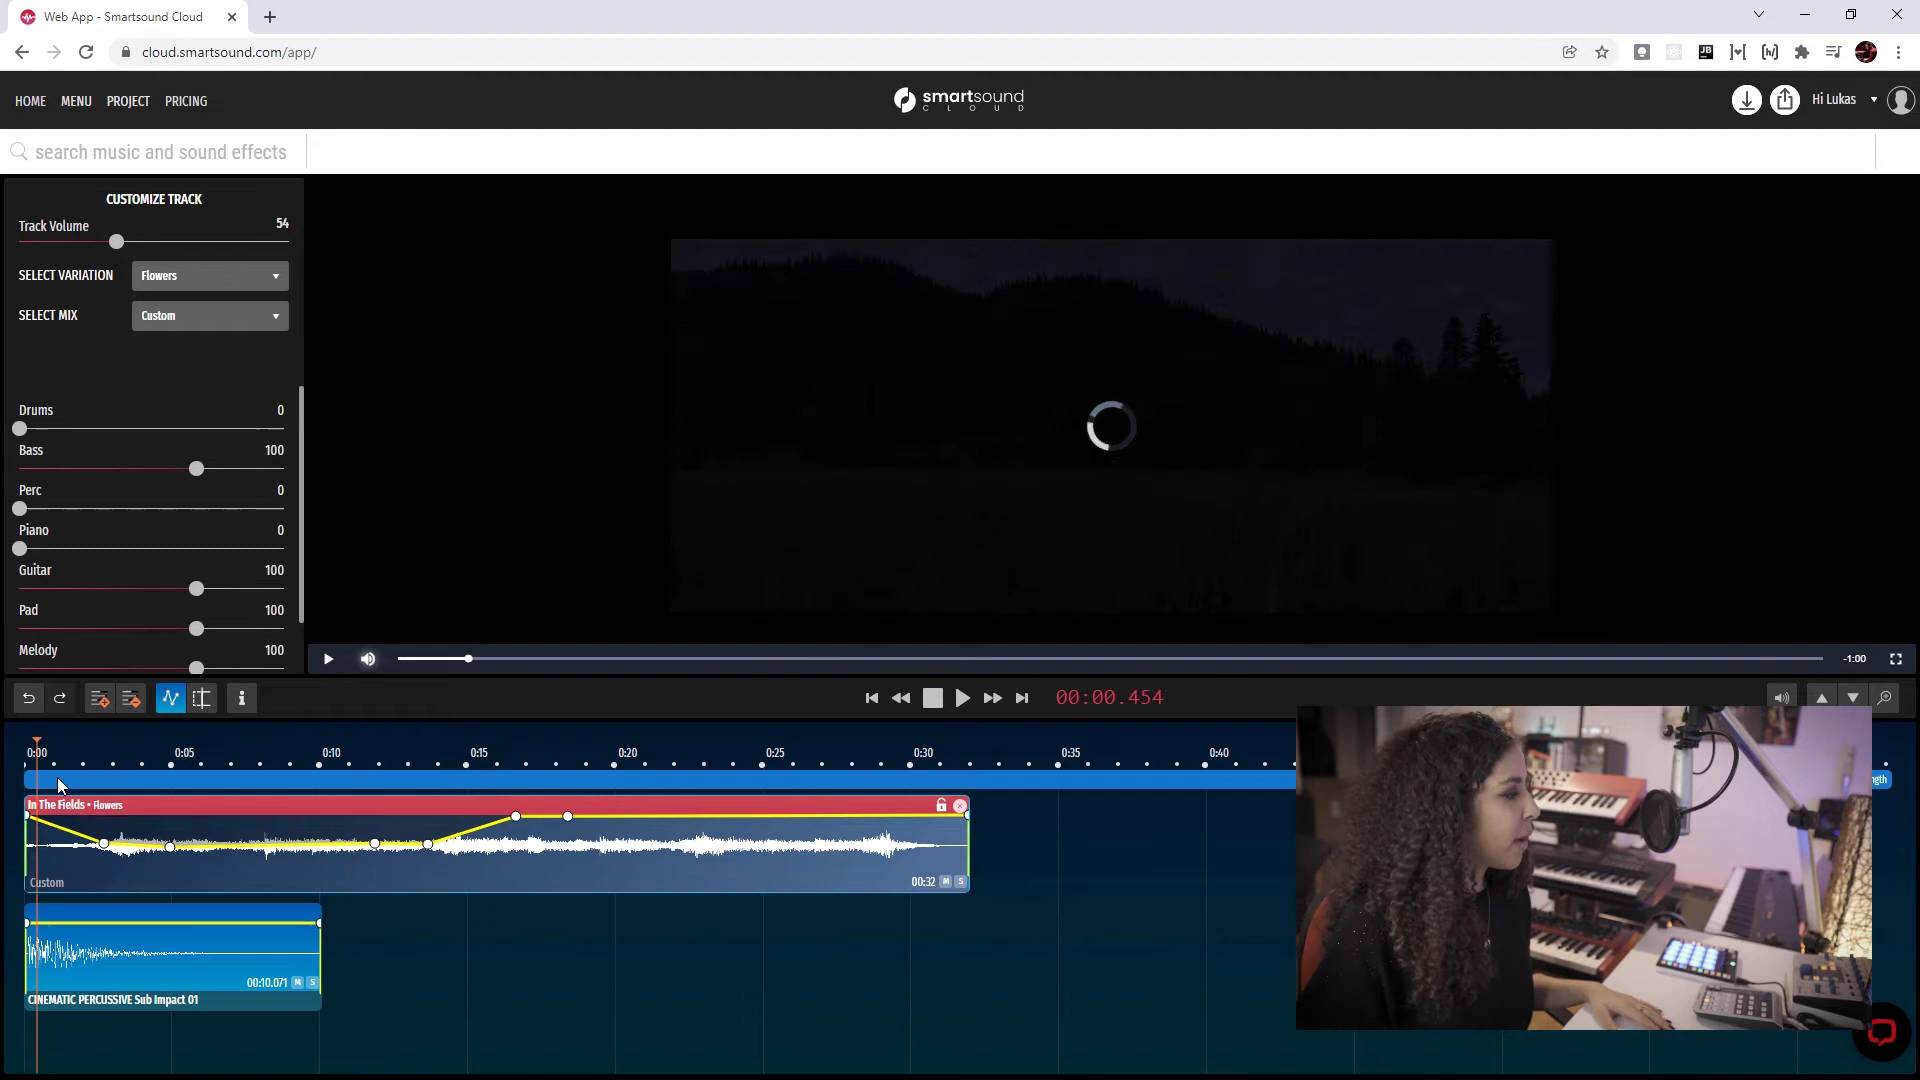 Web App - Smartsound Cloud
cloud.smartsound.com/app/
HOME MENU PROJECT PRICING
smartsound
CLOUD
Hi Lukas
search music and sound effects
CUSTOMIZE TRACK
Track Volume 54
SELECT VARIATION Flowers
SELECT MIX Custom
Drums 0
Bass 100
Perc 0
Piano 0
Guitar 100
Pad 100
Melody 100
-1:00
00:00.454
0:00 0:05 0:10 0:15 0:20 0:25 0:30 0:35 0:40
ngth
In The Fields • Flowers
Custom 00:32 M S
00:10.071 M S
CINEMATIC PERCUSSIVE Sub Impact 01